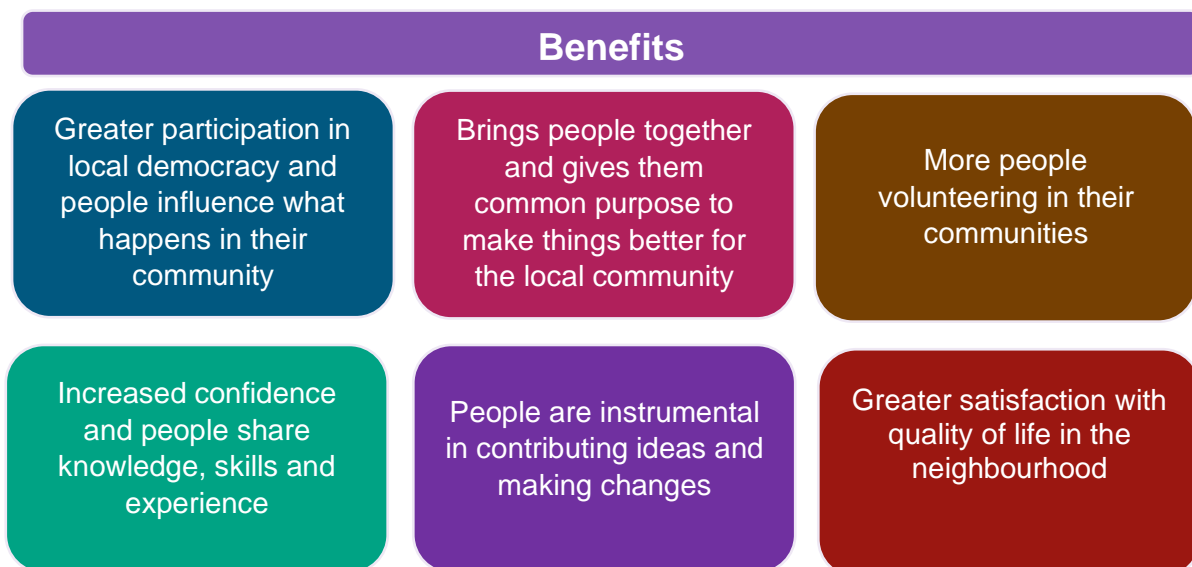 Benefits
Greater participation in
local democracy and
people influence what
happens in their
community
Brings people together
and gives them
common purpose to
make things better for
the local community
More people
volunteering in their
communities
Increased confidence
and people share
knowledge, skills and
experience
People are instrumental
in contributing ideas and
making changes
Greater satisfaction with
quality of life in the
neighbourhood